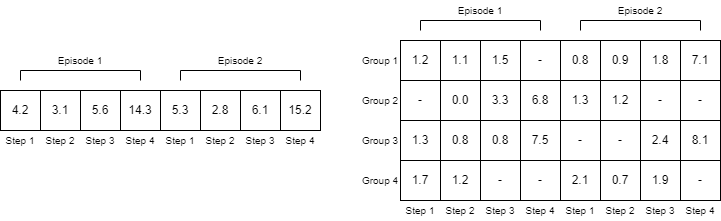 Episode 1 Episode 2
4.2 3.1 5.6 14.3 5.3 2.8 6.1 15.2
Step 1 Step 2 Step 3 Step 4 Step 1 Step 2 Step 3 Step 4
Episode 1 Episode 2
Group 1 1.2 1.1 1.5 - 0.8 0.9 1.8 7.1
Group 2 - 0.0 3.3 6.8 1.3 1.2 - -
Group 3 1.3 0.8 0.8 7.5 - - 2.4 8.1
Group 4 1.7 1.2 - - 2.1 0.7 1.9 -
Step 1 Step 2 Step 3 Step 4 Step 1 Step 2 Step 3 Step 4